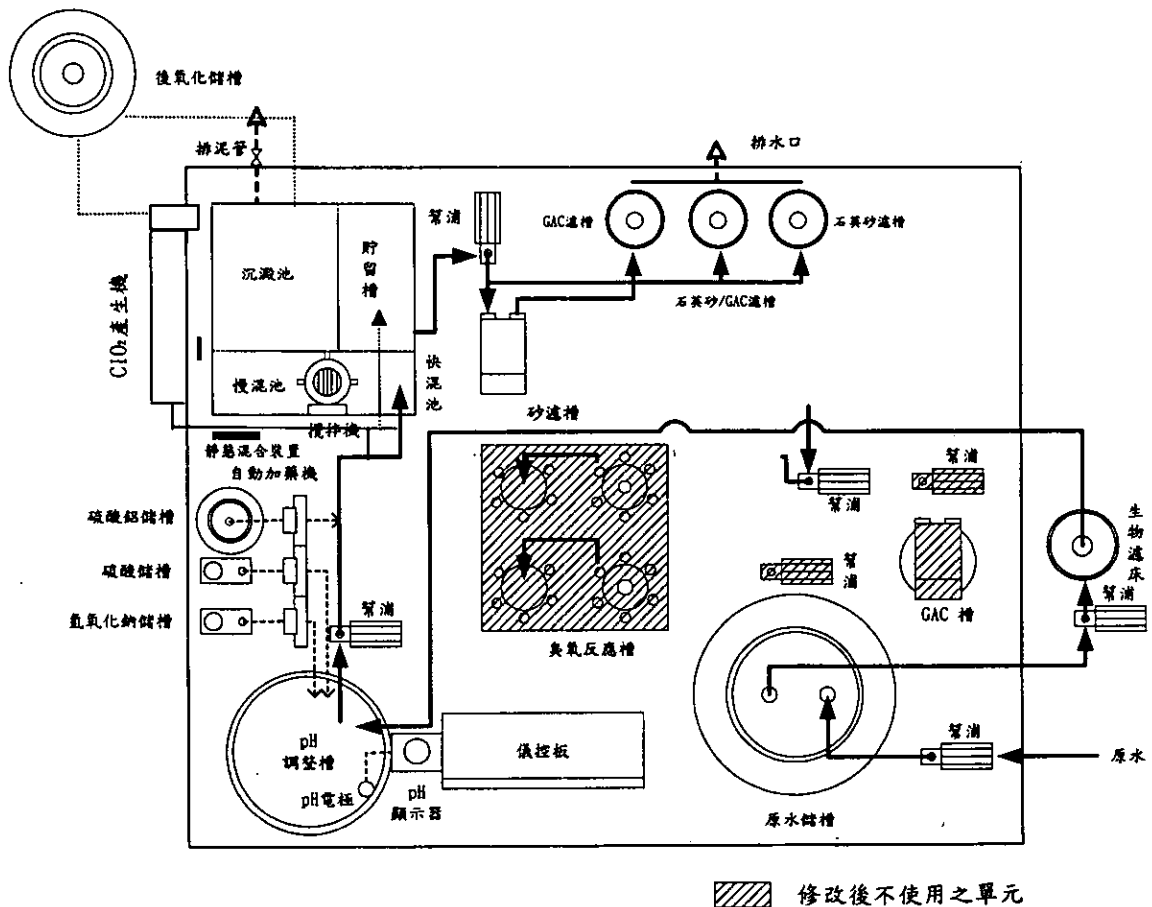 後氧化儲槽
排泥管
排水口
幫浦
GAC濾槽
石英砂濾槽
沉澱池
貯留槽
石英砂/GAC濾槽
ClO₂產生機
慢混池
快混池
攪拌機
砂濾槽
靜態混合裝置
自動加藥機
幫浦
幫浦
硫酸鋁儲槽
生物濾床
硫酸儲槽
幫浦
幫浦
氫氧化鈉儲槽
幫浦
GAC 槽
臭氧反應槽
pH
調整槽
儀控板
幫浦
原水
pH電極
pH
顯示器
原水儲槽
修改後不使用之單元